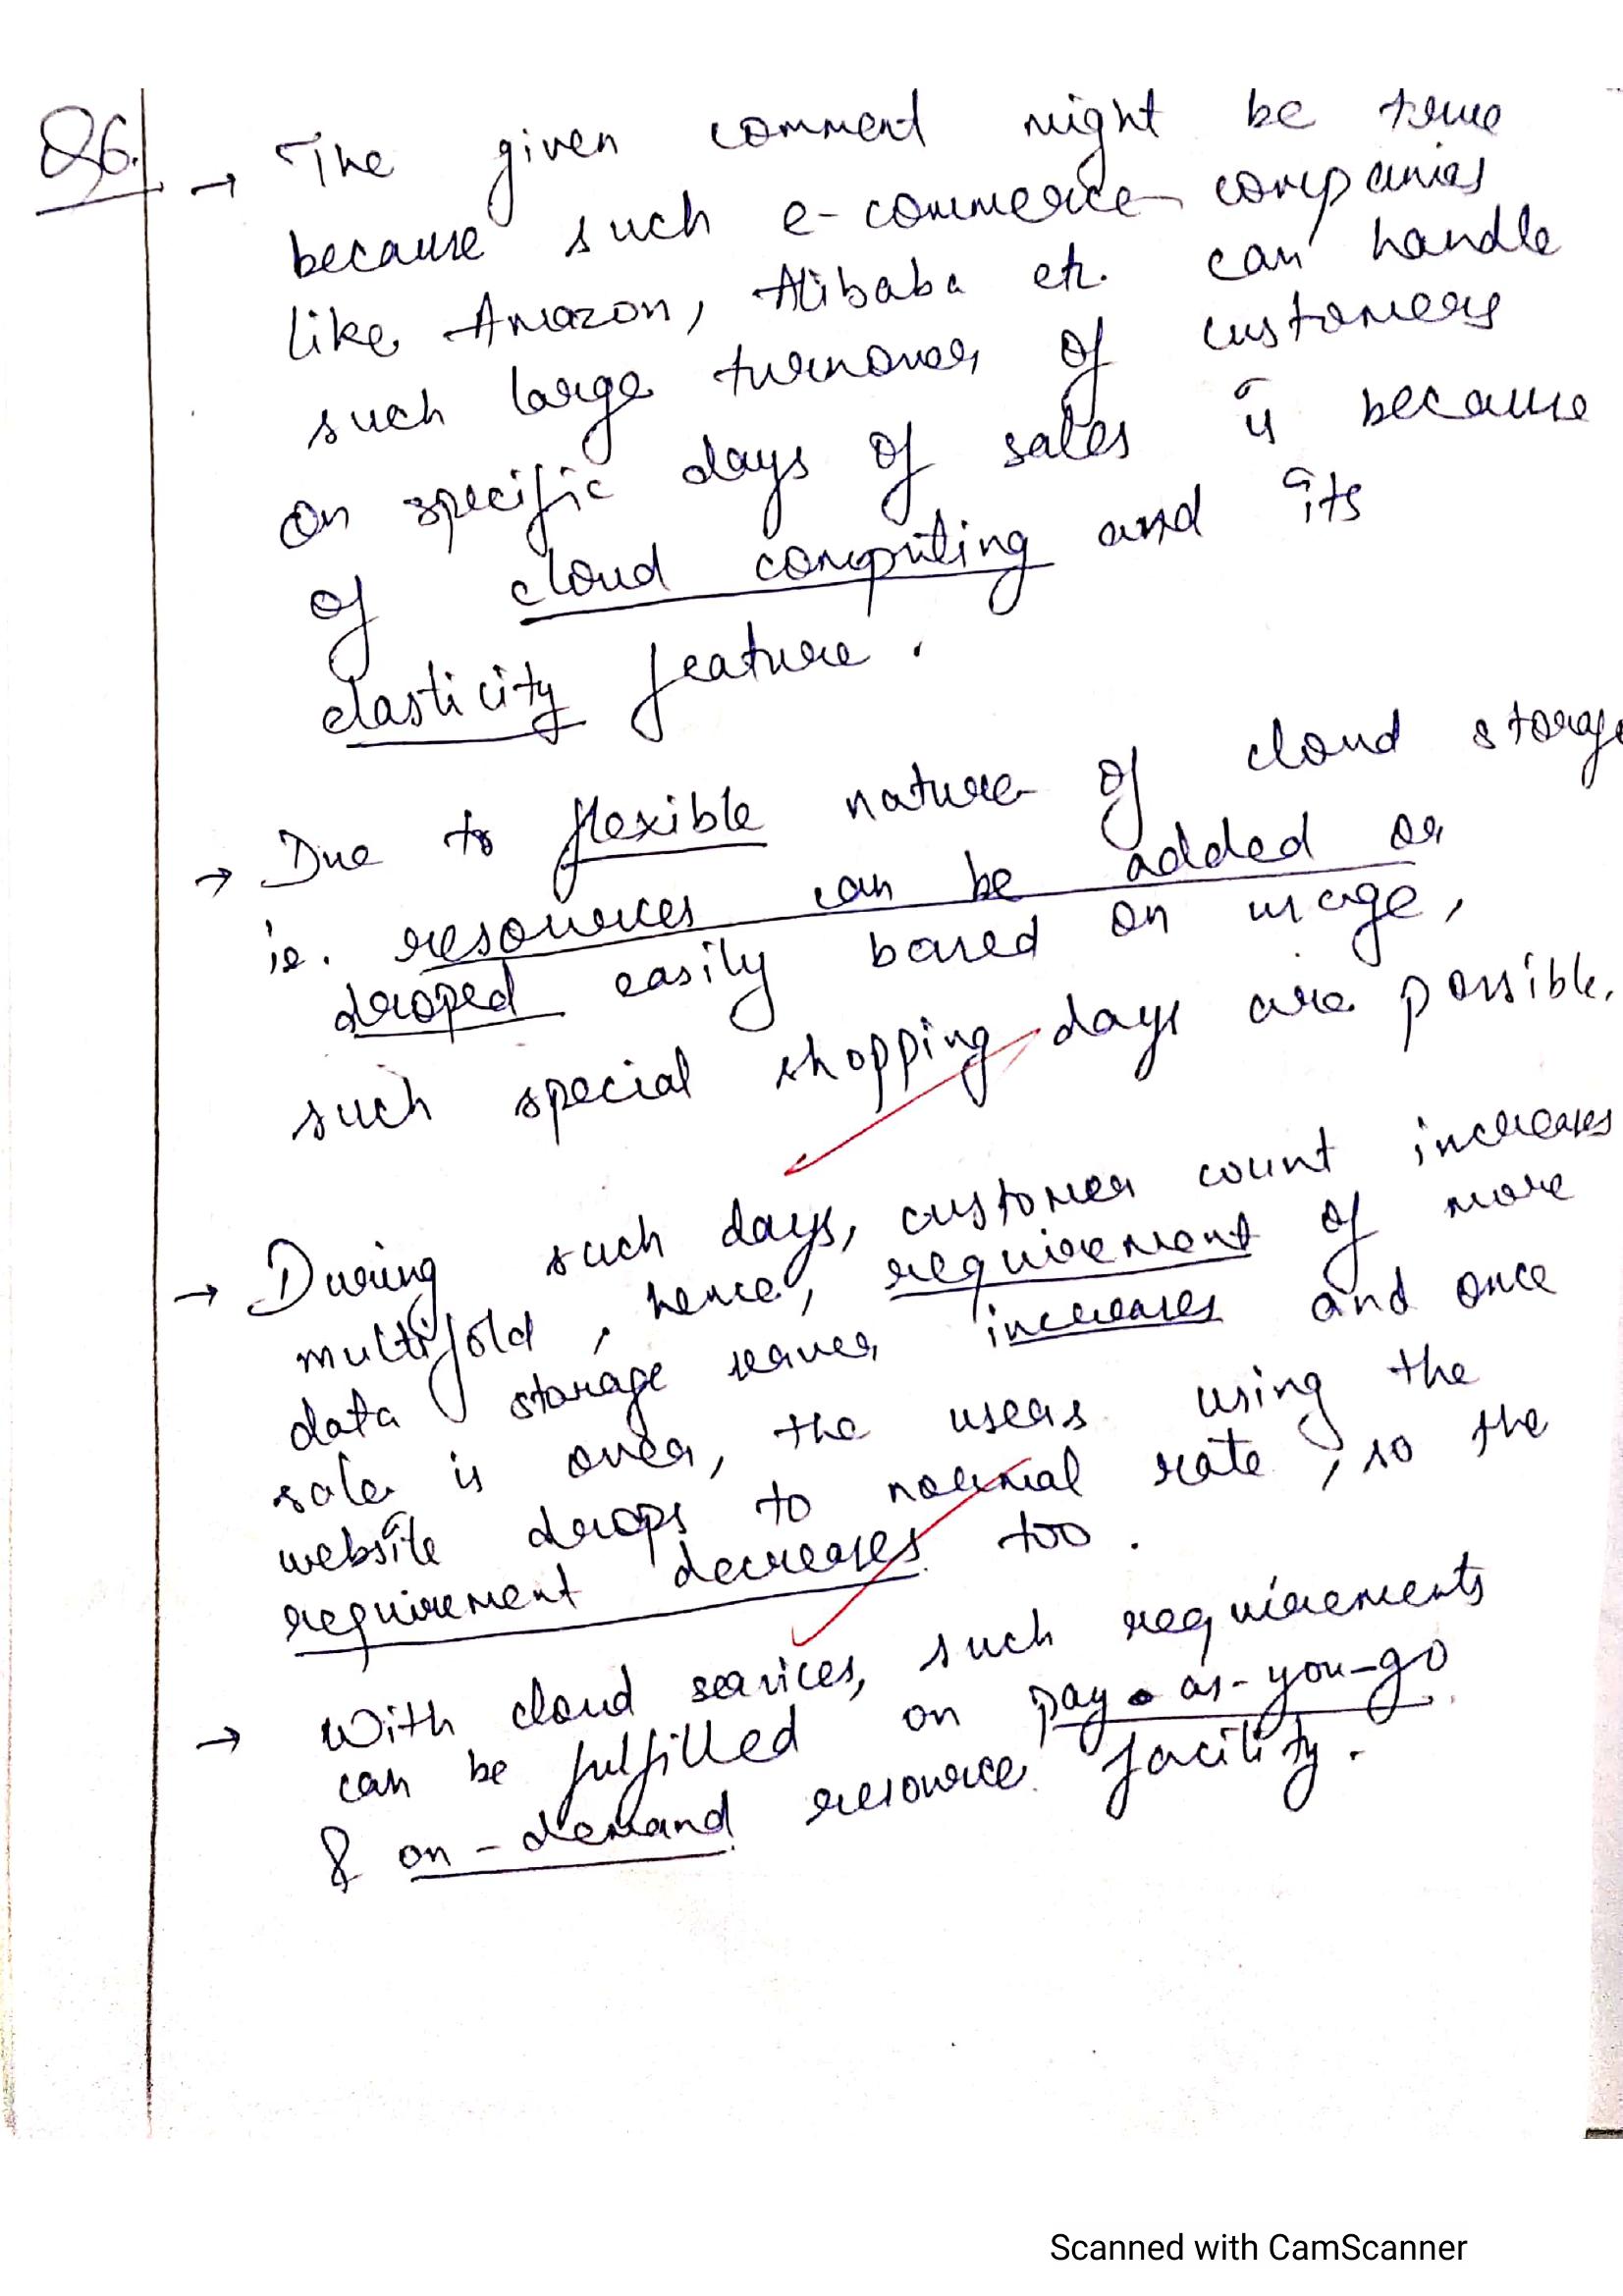 Q6.
→ The given comment might be true
because such e-commerce companies
like Amazon, Alibaba etc. can handle
such large turnover of customers
on specific days of sales is because
of cloud computing and its
elasticity feature.
→ Due to flexible nature of cloud storage
ie. resources can be added or
droped easily based on usage,
such special shopping days are possible.
→ During such days, customer count increases
multifold, hence, requirement of more
data storage server increases and once
sale is over, the users using the
website drops to normal rate, so the
requirement decreases too.
→ With cloud services, such requirements
can be fulfilled on pay-as-you-go
& on-demand resource facility.
Scanned with CamScanner